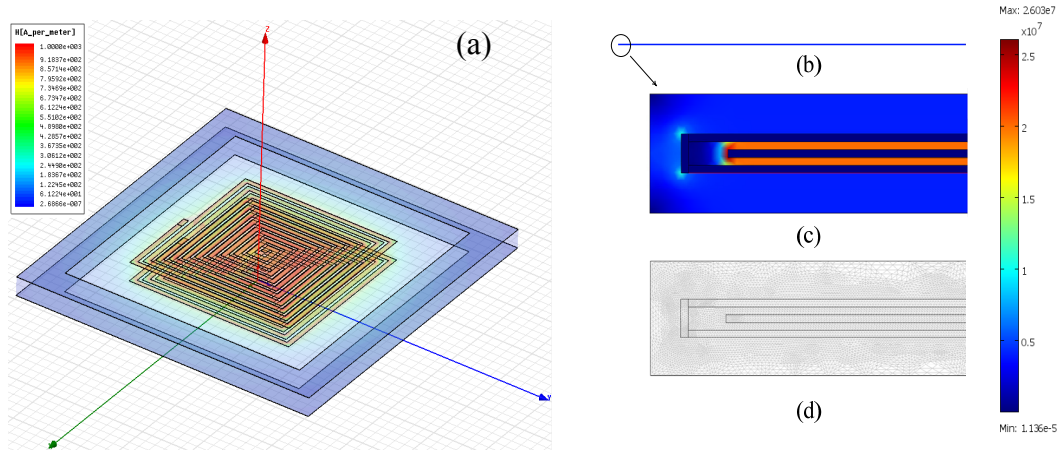 H[A_per_meter]
1.0000e+003
9.1837e+002
8.5714e+002
7.9592e+002
7.3469e+002
6.7347e+002
6.1224e+002
5.5102e+002
4.8980e+002
4.2857e+002
3.6735e+002
3.0612e+002
2.4490e+002
1.8367e+002
1.2245e+002
6.1224e+001
2.6866e-007
z
(a)
(b)
(c)
(d)
Max: 2.603e7
x10⁷
2.5
2
1.5
1
0.5
Min: 1.136e-5